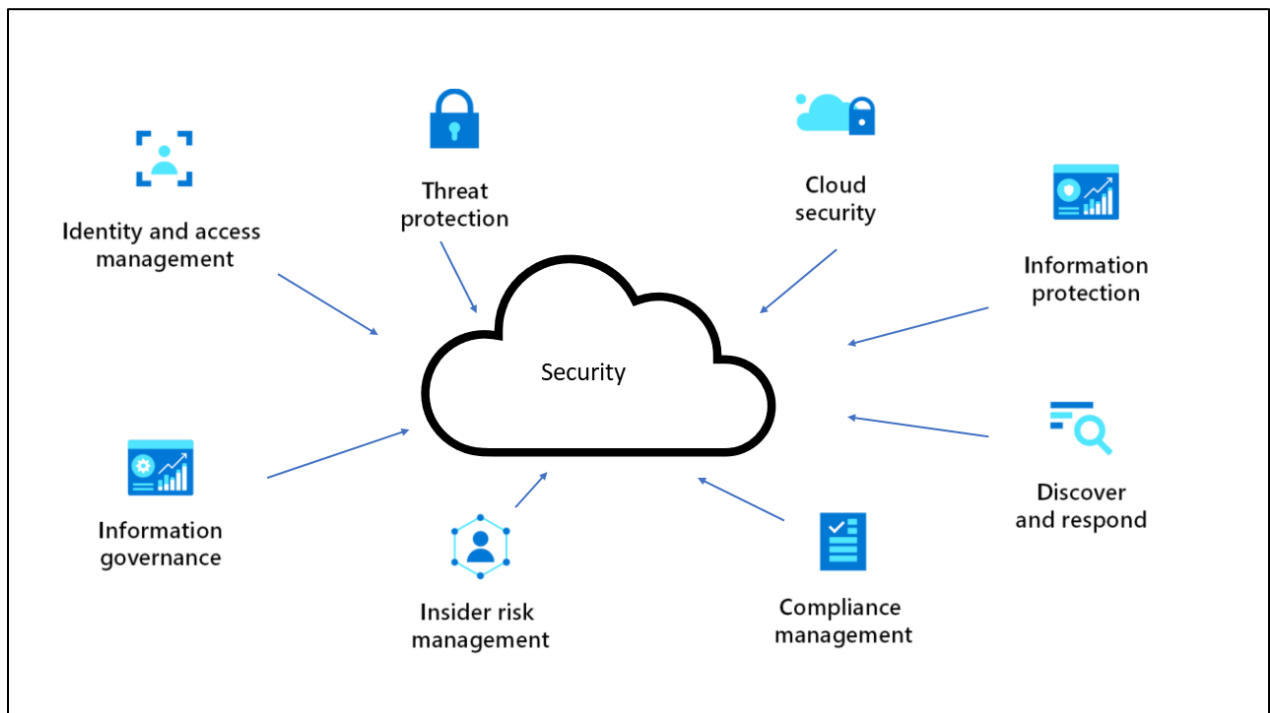 Threat
protection
Cloud
security
Identity and access
management
Information
protection
Security
Discover
and respond
Information
governance
Insider risk
management
Compliance
management